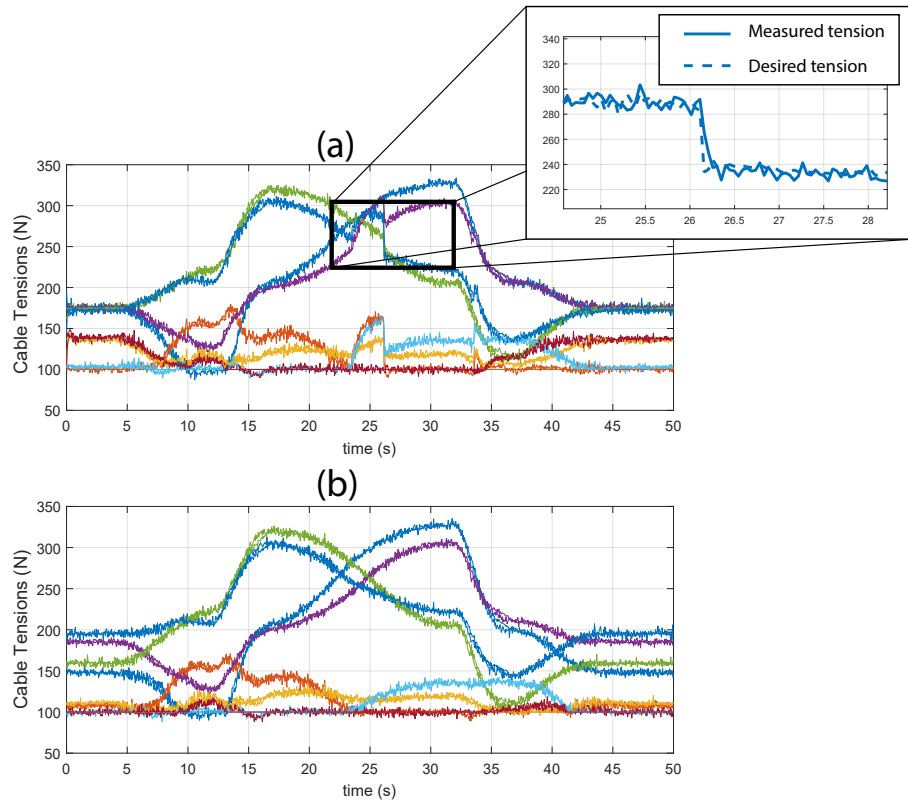 Measured tension
Desired tension
340
320
300
280
260
240
220
25 25.5 26 26.5 27 27.5 28
(a)
Cable Tensions (N)
350
300
250
200
150
100
50
0 5 10 15 20 25 30 35 40 45 50
time (s)
(b)
Cable Tensions (N)
350
300
250
200
150
100
50
0 5 10 15 20 25 30 35 40 45 50
time (s)